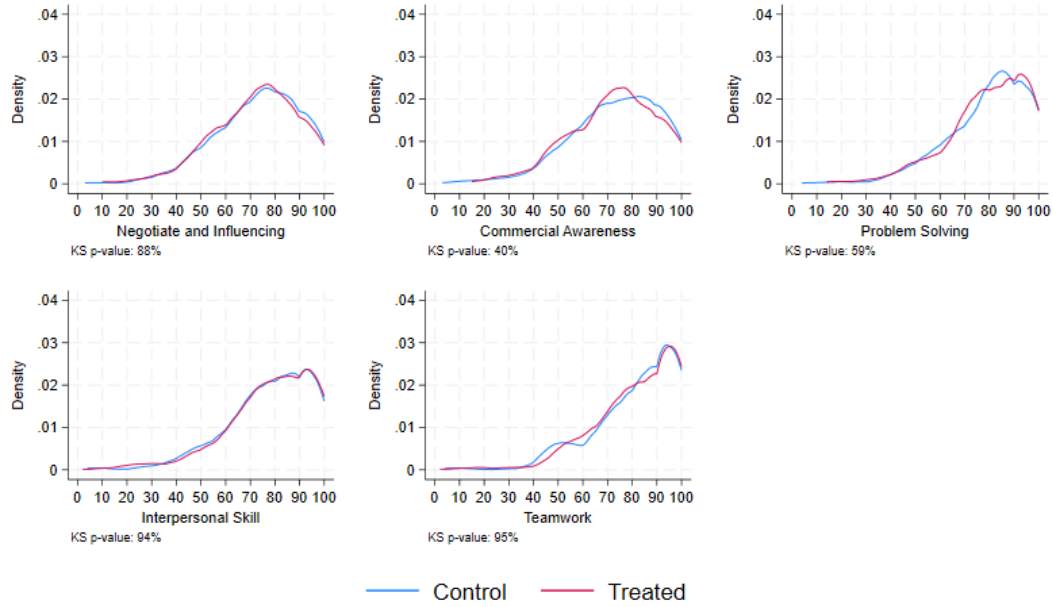 .04 .04 .04
.03 .03 .03
Density Density Density
.02 .02 .02
.01 .01 .01
0 0 0
0 10 20 30 40 50 60 70 80 90 100 0 10 20 30 40 50 60 70 80 90 100 0 10 20 30 40 50 60 70 80 90 100
Negotiate and Influencing Commercial Awareness Problem Solving
KS p-value: 88% KS p-value: 40% KS p-value: 59%
.04 .04
.03 .03
Density Density
.02 .02
.01 .01
0 0
0 10 20 30 40 50 60 70 80 90 100 0 10 20 30 40 50 60 70 80 90 100
Interpersonal Skill Teamwork
KS p-value: 94% KS p-value: 95%
Control Treated